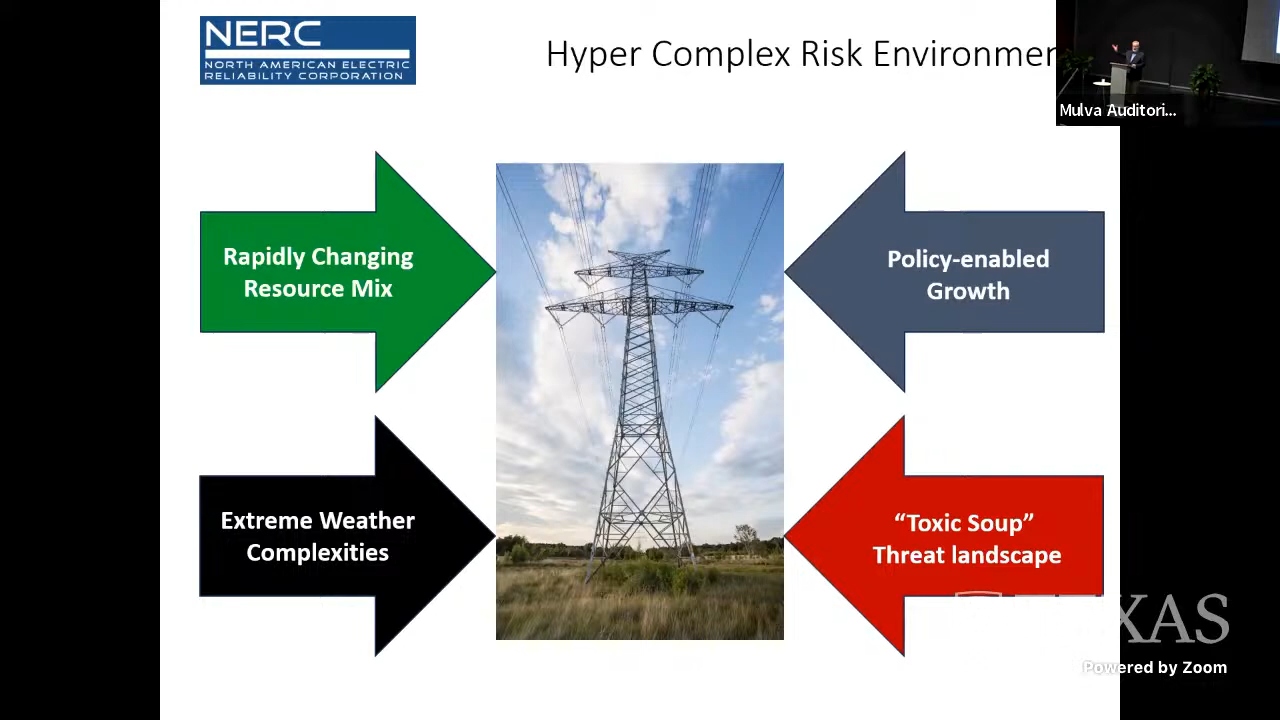 NERC
NORTH AMERICAN ELECTRIC
RELIABILITY CORPORATION
Hyper Complex Risk Environmen
Mulva Auditori...
Rapidly Changing
Resource Mix
Policy-enabled
Growth
Extreme Weather
Complexities
“Toxic Soup”
Threat landscape
TEXAS
Powered by Zoom